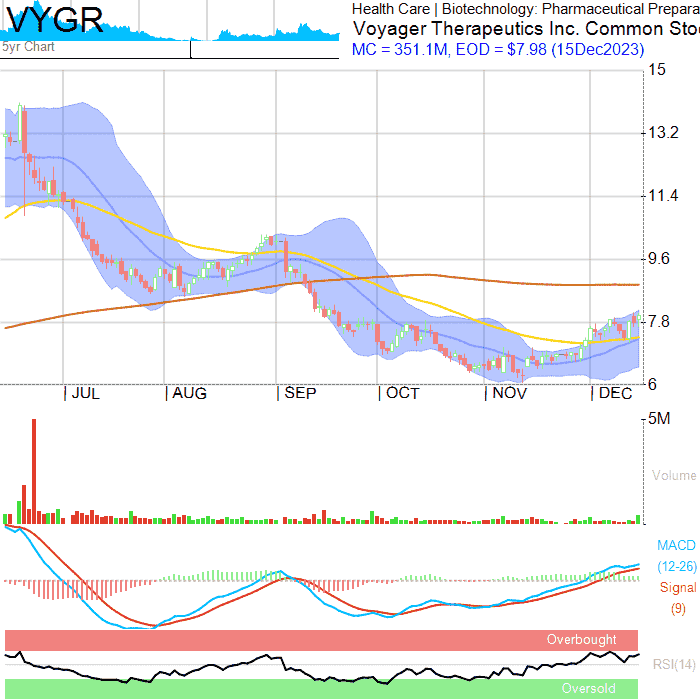 VYGR
5yr Chart
Health Care | Biotechnology: Pharmaceutical Prepara
Voyager Therapeutics Inc. Common Sto
MC = 351.1M, EOD = $7.98 (15Dec2023)
15
13.2
11.4
9.6
7.8
6
JUL AUG SEP OCT NOV DEC
5M
Volume
MACD
(12-26)
Signal
(9)
Overbought
RSI(14)
Oversold